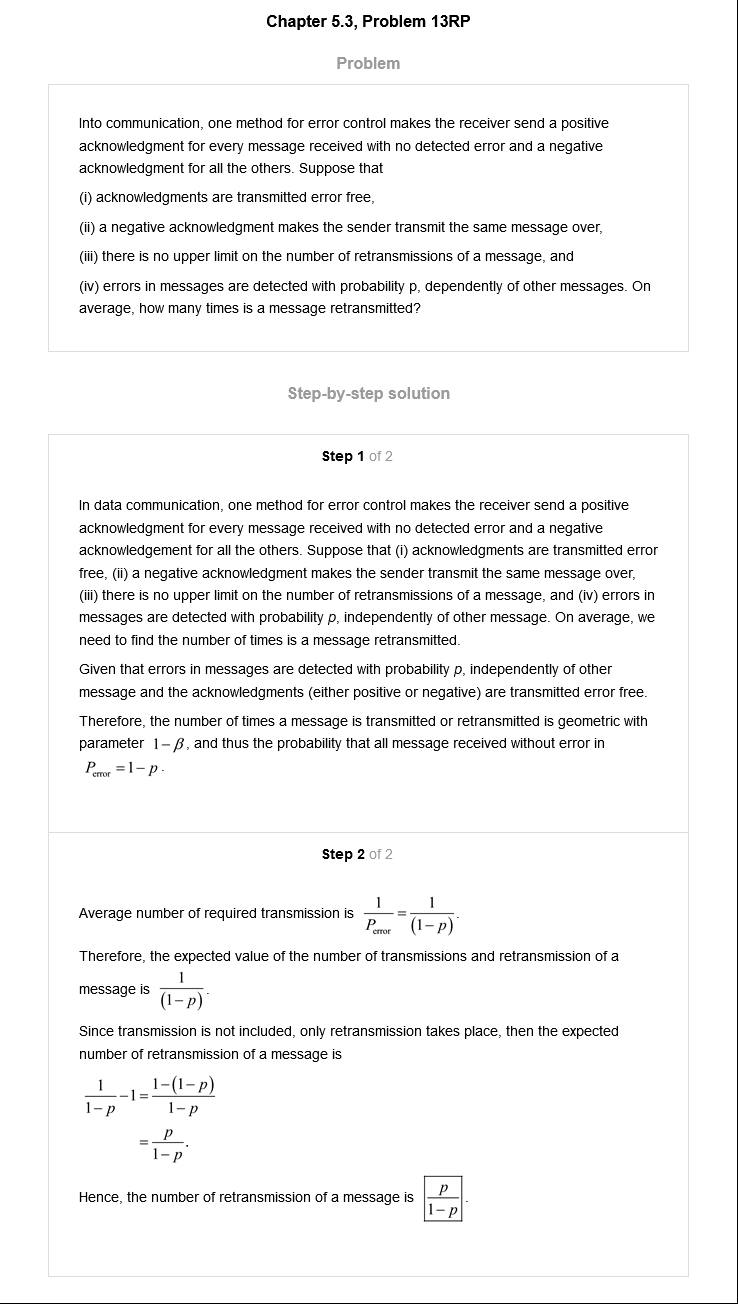 Chapter 5.3, Problem 13RP
Problem
Into communication, one method for error control makes the receiver send a positive
acknowledgment for every message received with no detected error and a negative
acknowledgment for all the others. Suppose that
(i) acknowledgments are transmitted error free,
(ii) a negative acknowledgment makes the sender transmit the same message over,
(iii) there is no upper limit on the number of retransmissions of a message, and
(iv) errors in messages are detected with probability p, dependently of other messages. On
average, how many times is a message retransmitted?
Step-by-step solution
Step 1 of 2
In data communication, one method for error control makes the receiver send a positive
acknowledgment for every message received with no detected error and a negative
acknowledgement for all the others. Suppose that (i) acknowledgments are transmitted error
free, (ii) a negative acknowledgment makes the sender transmit the same message over,
(iii) there is no upper limit on the number of retransmissions of a message, and (iv) errors in
messages are detected with probability p, independently of other message. On average, we
need to find the number of times is a message retransmitted.
Given that errors in messages are detected with probability p, independently of other
message and the acknowledgments (either positive or negative) are transmitted error free.
Therefore, the number of times a message is transmitted or retransmitted is geometric with
parameter 1−β, and thus the probability that all message received without error in
P_error = 1−p.
Step 2 of 2
Average number of required transmission is 1/P_error = 1/(1−p).
Therefore, the expected value of the number of transmissions and retransmission of a
message is 1/(1−p).
Since transmission is not included, only retransmission takes place, then the expected
number of retransmission of a message is
1/(1−p) −1 = (1−(1−p))/(1−p)
= p/(1−p).
Hence, the number of retransmission of a message is p/(1−p).